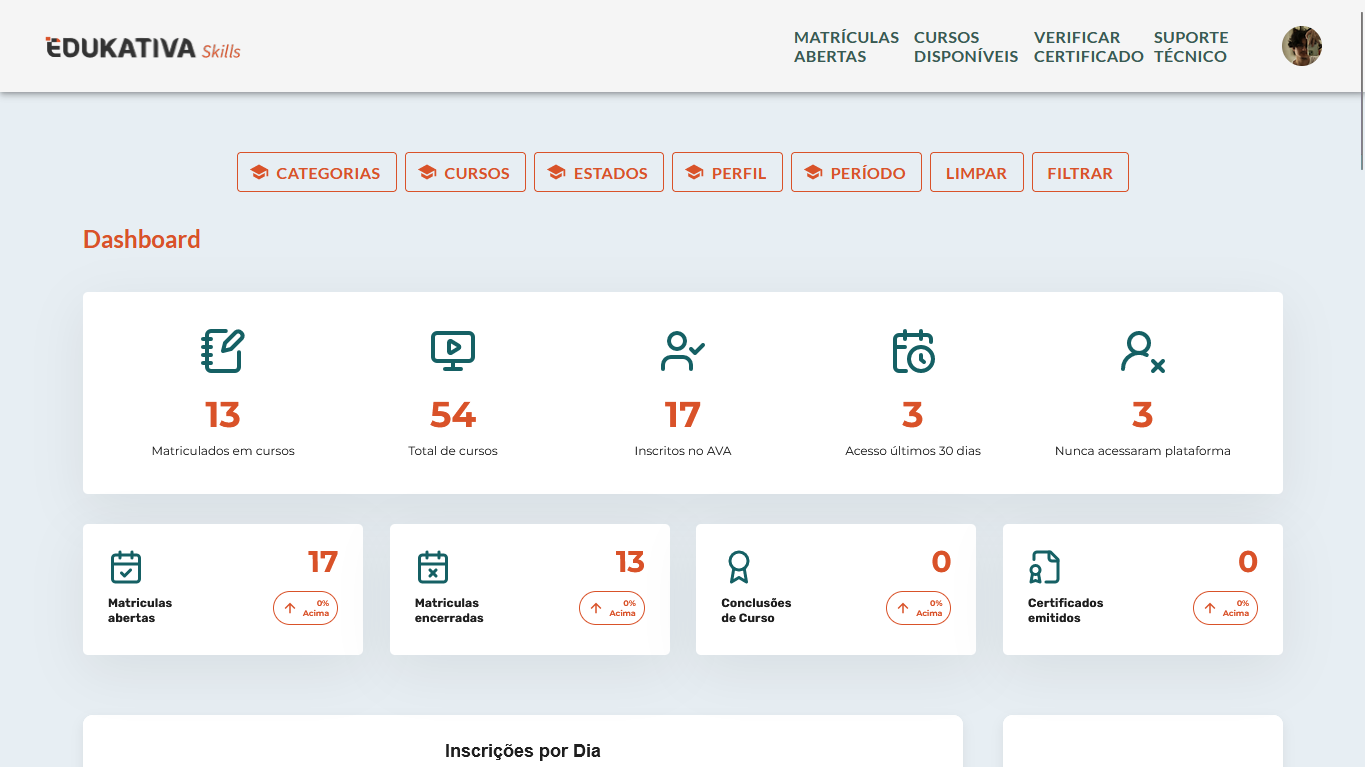 EDUKATIVA Skills
MATRÍCULAS
ABERTAS
CURSOS
DISPONÍVEIS
VERIFICAR
CERTIFICADO
SUPORTE
TÉCNICO
CATEGORIAS
CURSOS
ESTADOS
PERFIL
PERÍODO
LIMPAR
FILTRAR
Dashboard
13
Matriculados em cursos
54
Total de cursos
17
Inscritos no AVA
3
Acesso últimos 30 dias
3
Nunca acessaram plataforma
17
Matriculas
abertas
0%
Acima
13
Matriculas
encerradas
0%
Acima
0
Conclusões
de Curso
0%
Acima
0
Certificados
emitidos
0%
Acima
Inscrições por Dia